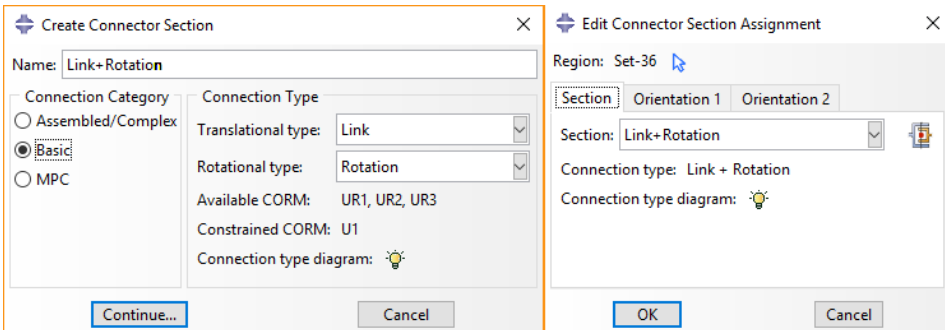 Create Connector Section
Name: Link+Rotation
Connection Category
Assembled/Complex
Basic
MPC
Connection Type
Translational type: Link
Rotational type: Rotation
Available CORM: UR1, UR2, UR3
Constrained CORM: U1
Connection type diagram:
Continue...
Cancel
Edit Connector Section Assignment
Region: Set-36
Section Orientation 1 Orientation 2
Section: Link+Rotation
Connection type: Link + Rotation
Connection type diagram:
OK
Cancel